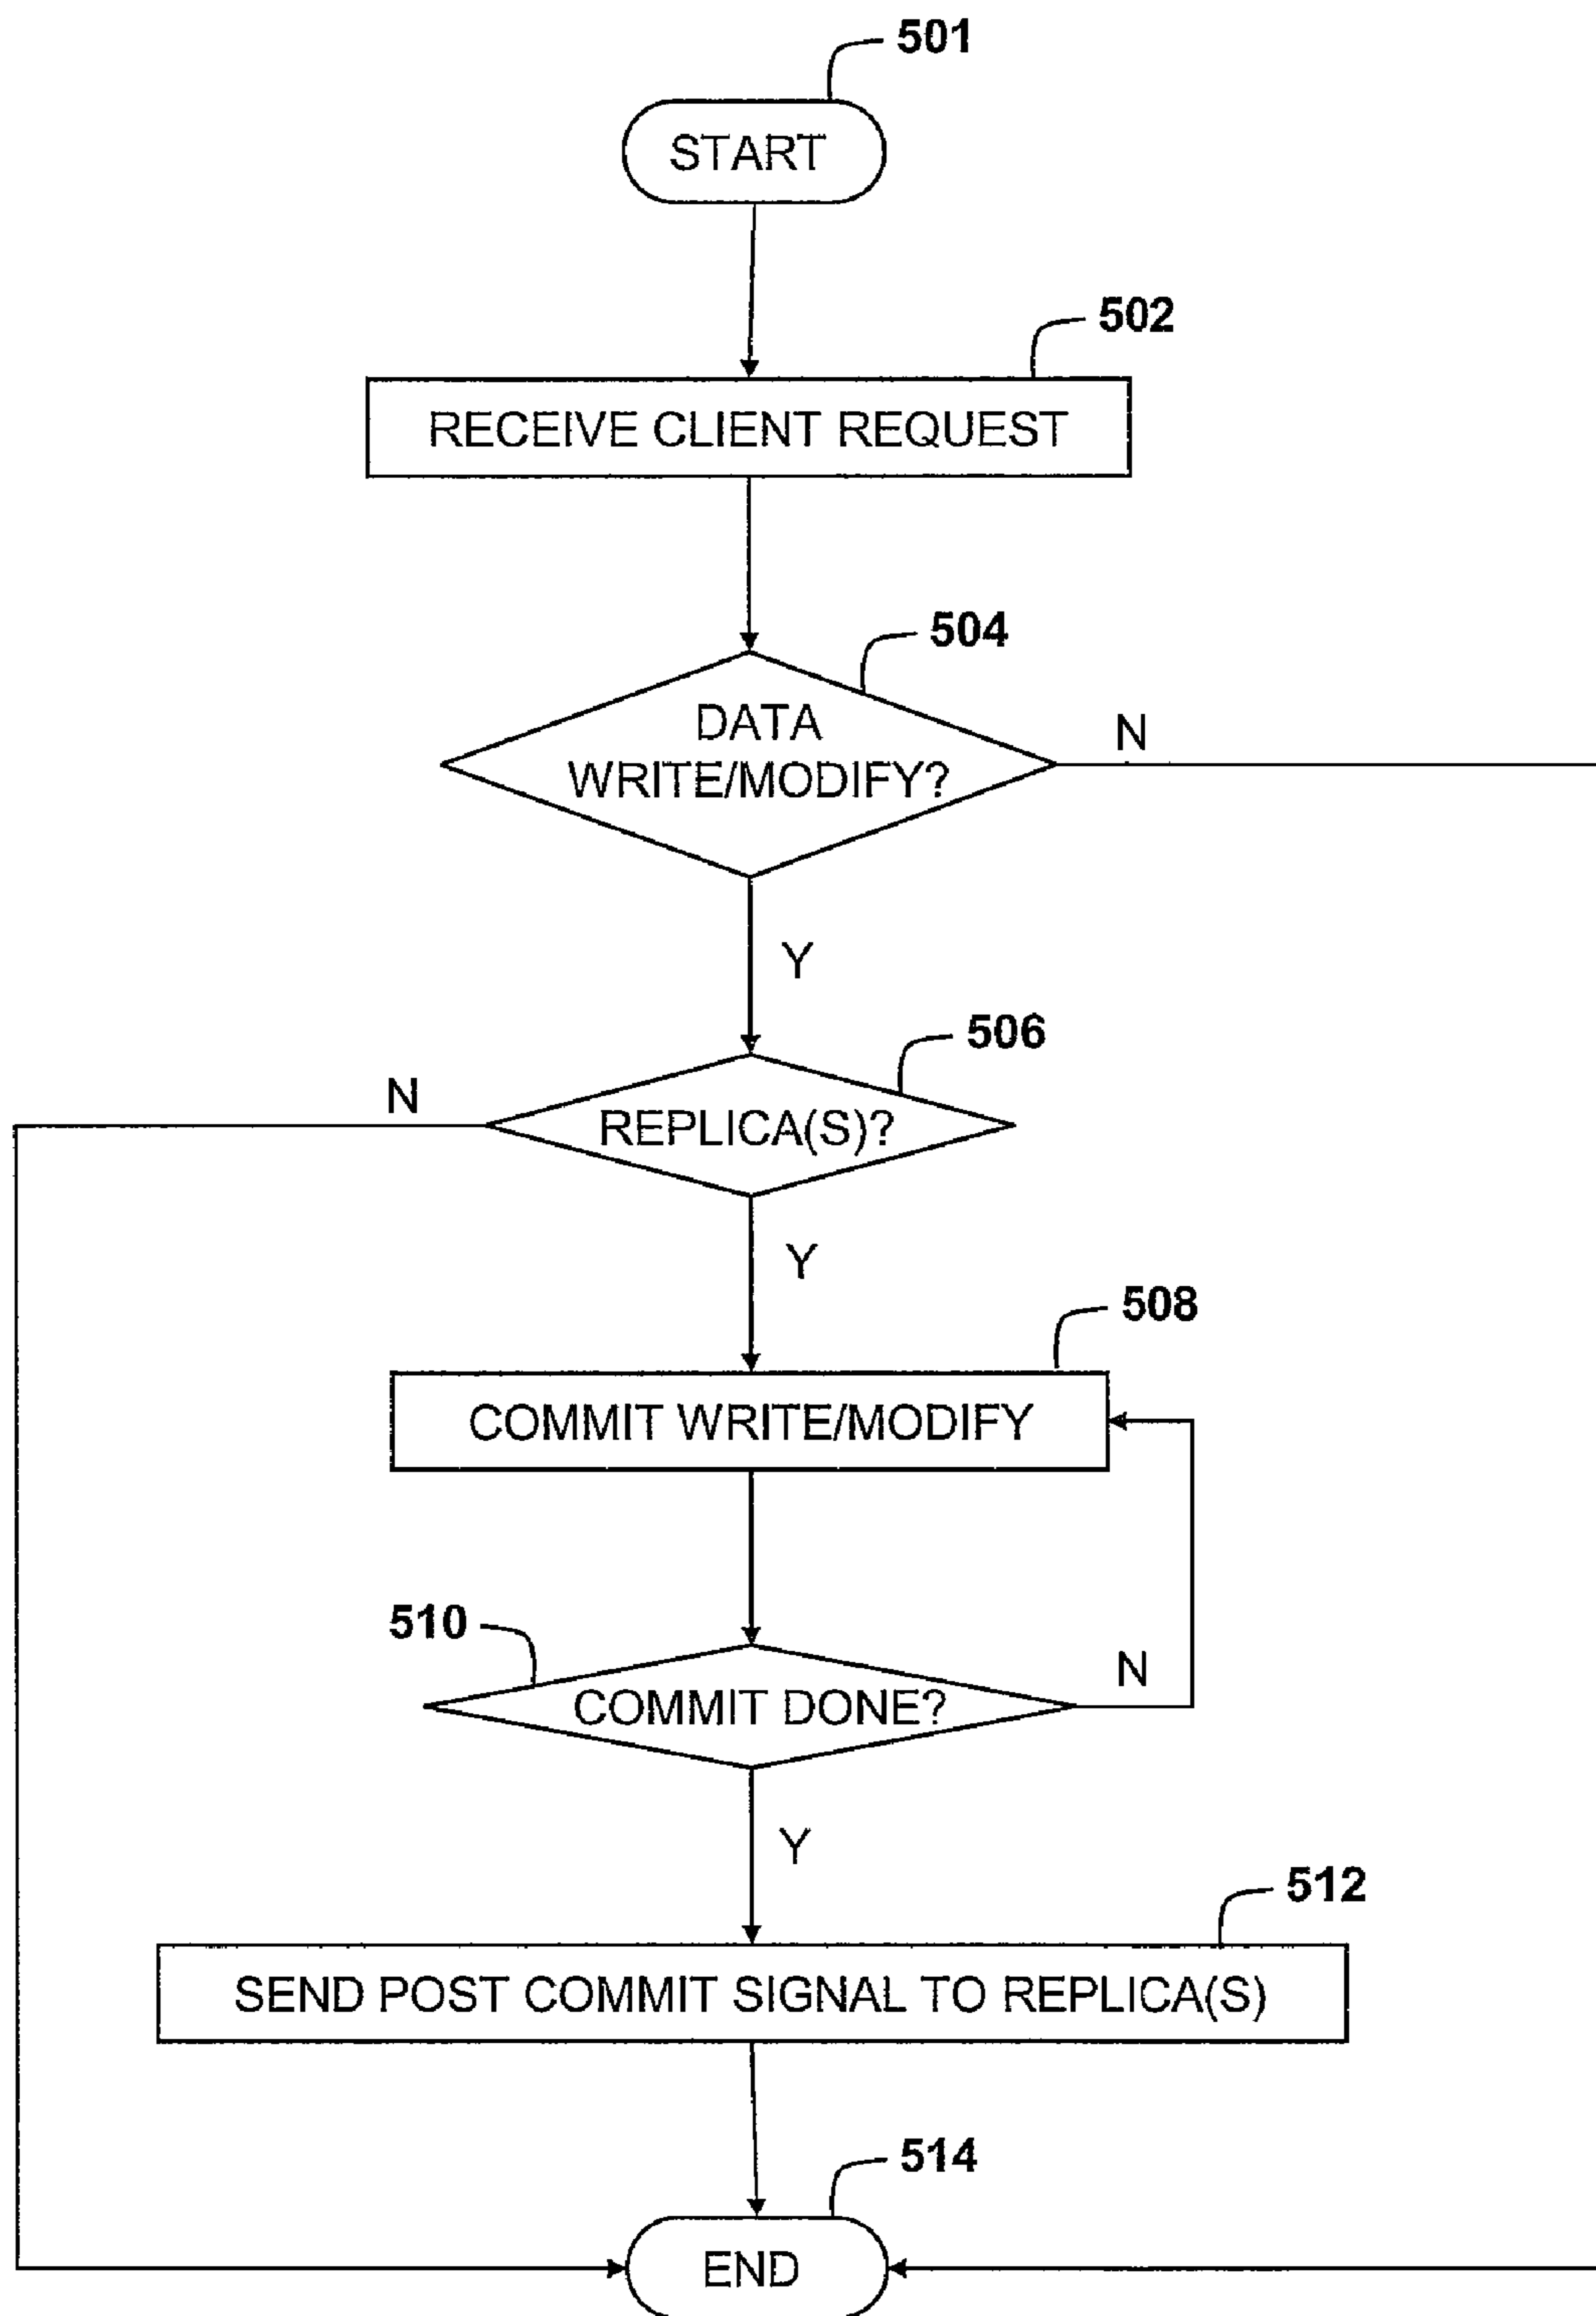 501
START
502
RECEIVE CLIENT REQUEST
504
DATA
WRITE/MODIFY?
N
Y
506
N
REPLICA(S)?
Y
508
COMMIT WRITE/MODIFY
510
N
COMMIT DONE?
Y
512
SEND POST COMMIT SIGNAL TO REPLICA(S)
514
END